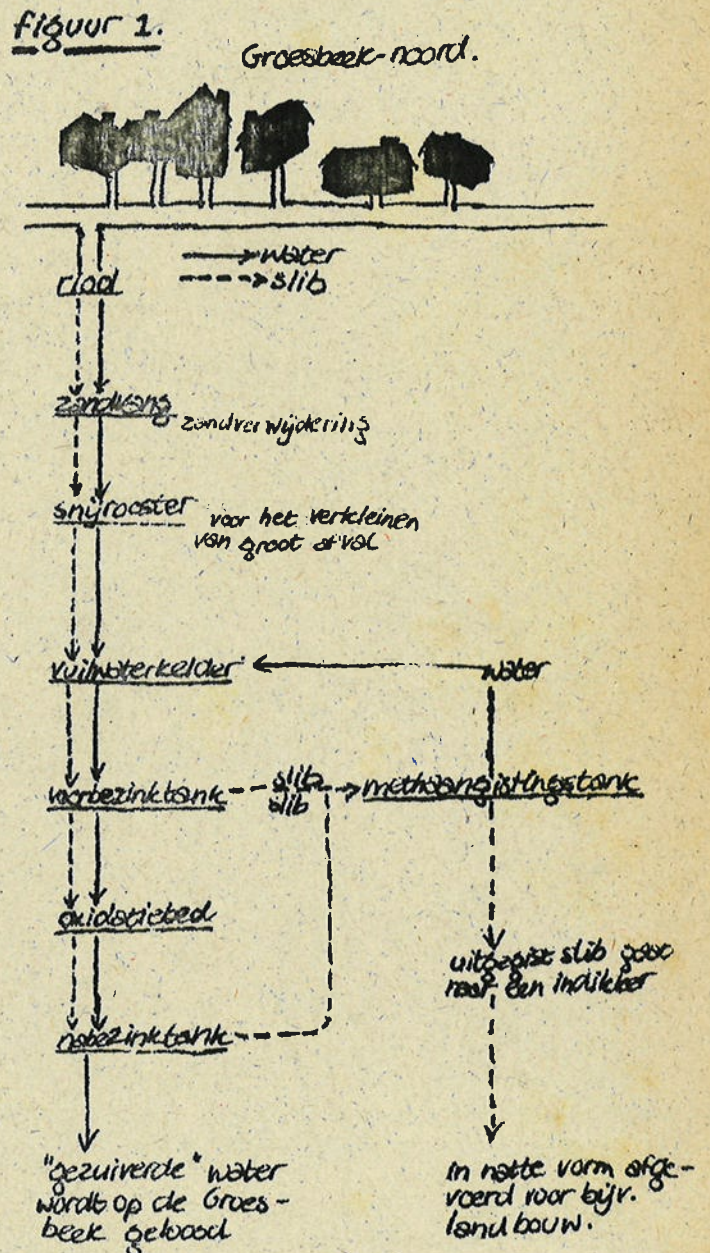 figuur 1.
Groesbeek-noord.
water
slib
riool
zandvang
zandverwijdering
snijrooster
voor het verkleinen
van groot afval
vuilwaterkelder
water
voorbezinktank
slib
slib
methaangistingstank
oxidatiebed
uitgegist slib gaat
naar een indikker
nabezinktank
"gezuiverde" water
wordt op de Groes-
beek geloosd
In natte vorm afge-
voerd voor bijv.
landbouw.